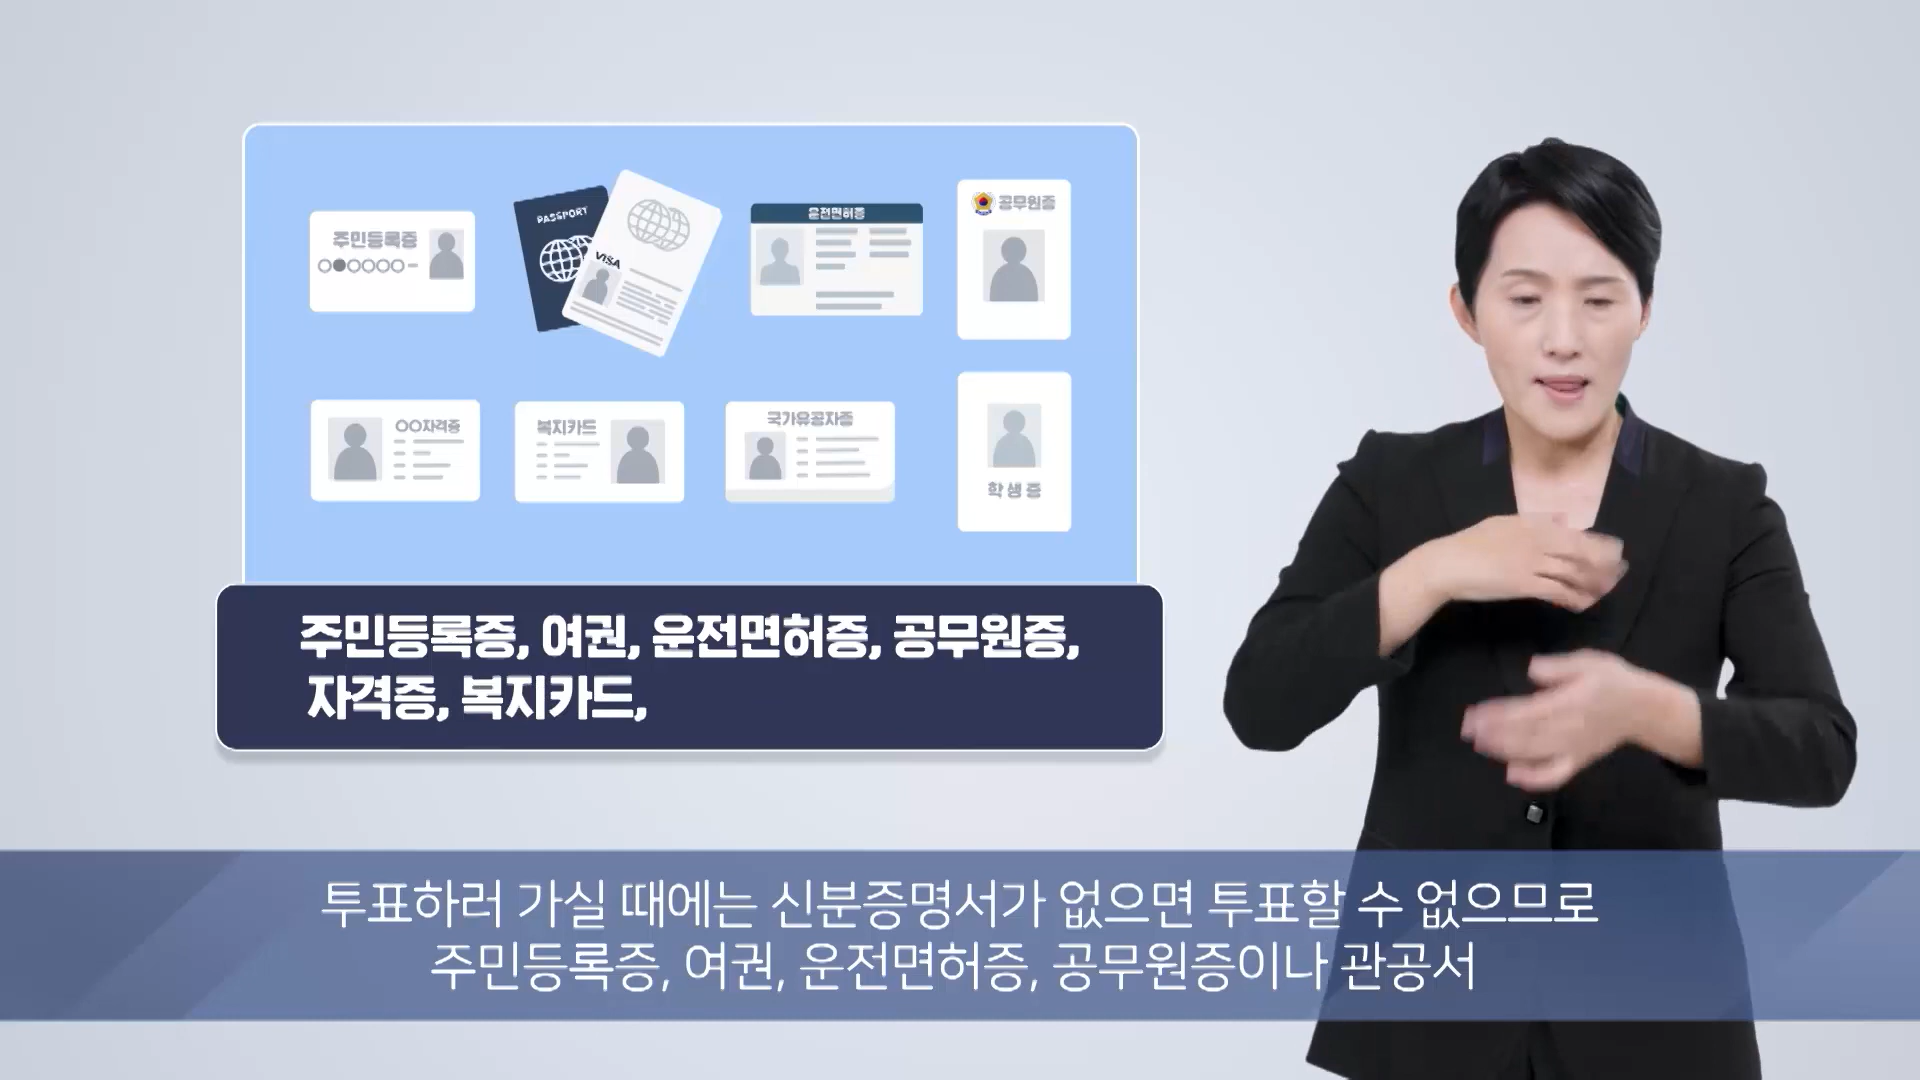 주민등록증
PASSPORT
VISA
운전면허증
공무원증
OO자격증
복지카드
국가유공자증
학생증
주민등록증, 여권, 운전면허증, 공무원증,
자격증, 복지카드,
투표하러 가실 때에는 신분증명서가 없으면 투표할 수 없으므로
주민등록증, 여권, 운전면허증, 공무원증이나 관공서